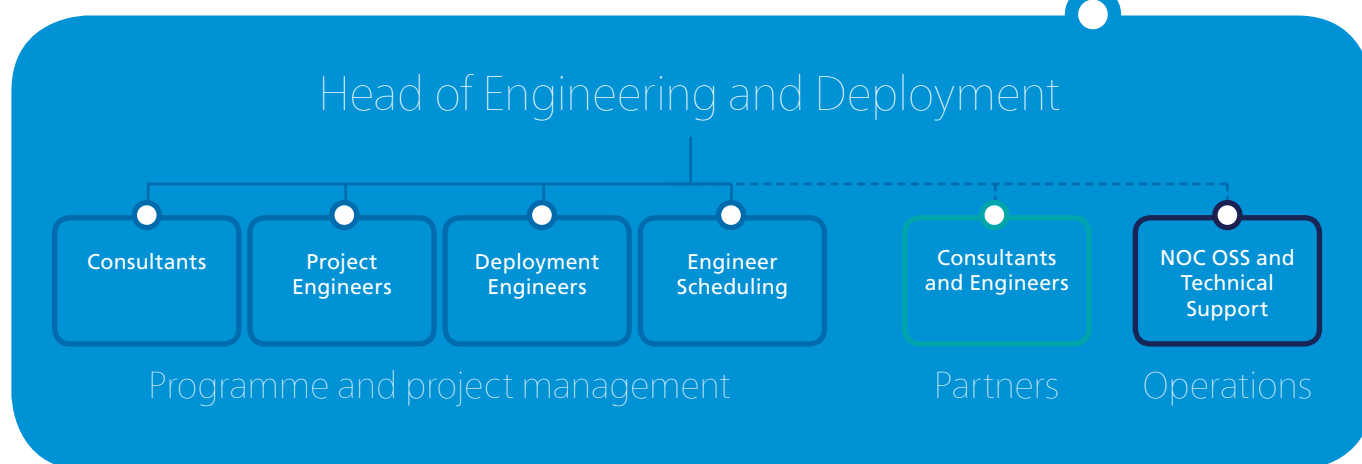 Head of Engineering and Deployment
Consultants
Project
Engineers
Deployment
Engineers
Engineer
Scheduling
Consultants
and Engineers
NOC OSS and
Technical
Support
Programme and project management
Partners
Operations